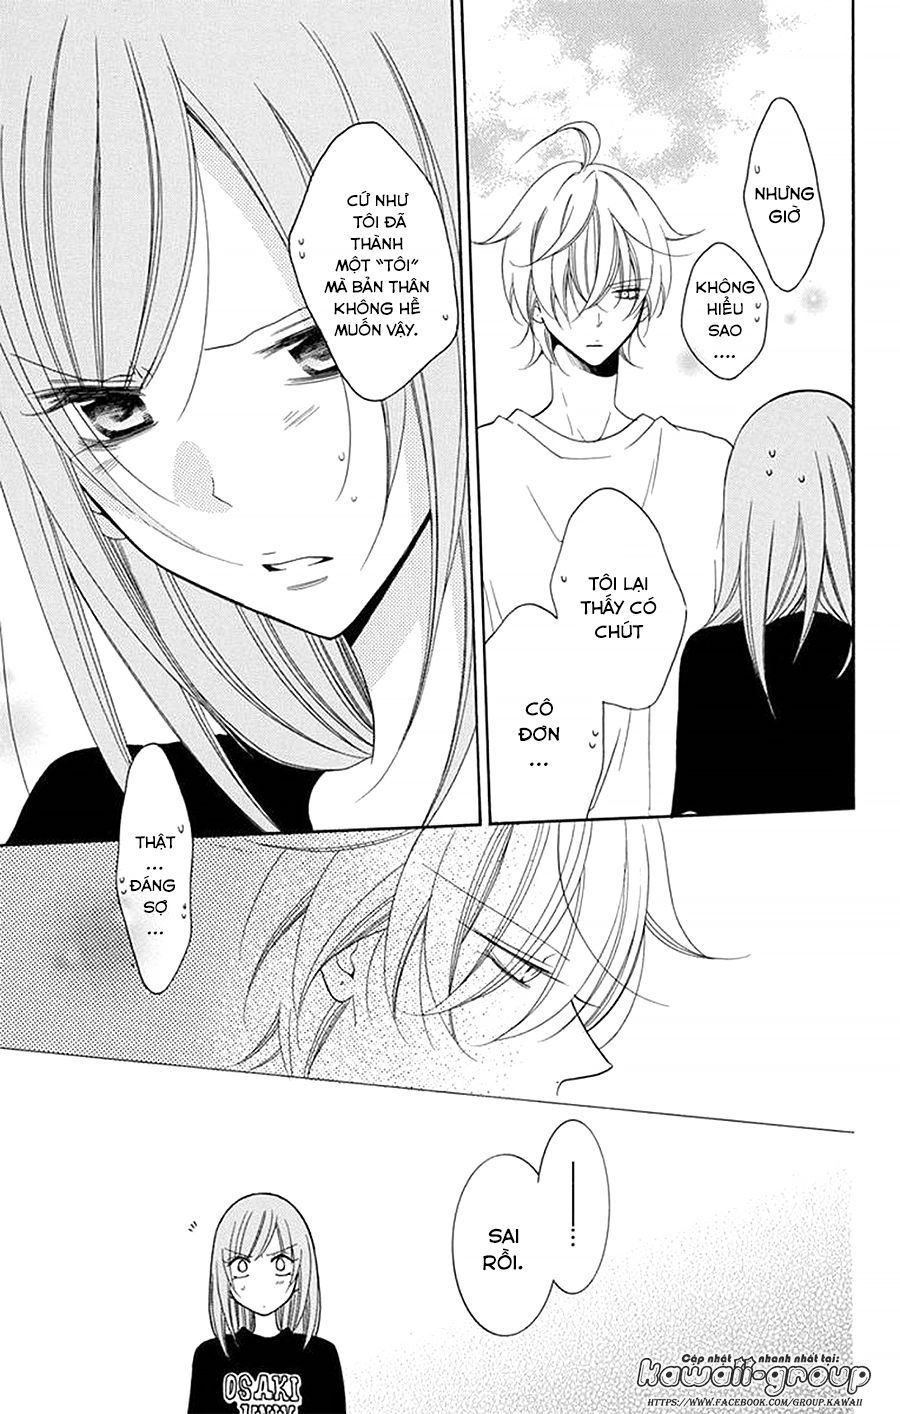 NHƯNG
GIỜ
KHÔNG
HIỂU
SAO
....
TÔI LẠI
THẤY CÓ
CHÚT
CÔ
ĐƠN
...
CỨ NHƯ
TÔI ĐÃ
THÀNH
MỘT “TÔI”
MÀ BẢN THÂN
KHÔNG HỀ
MUỐN VẬY.
THẬT
...
ĐÁNG
SỢ
...
SAI
RỒI.
OSAKI
Cập nhật nhanh nhất tại:
kawaii-group
HTTPS://WWW.FACEBOOK.COM/GROUP.KAWAII